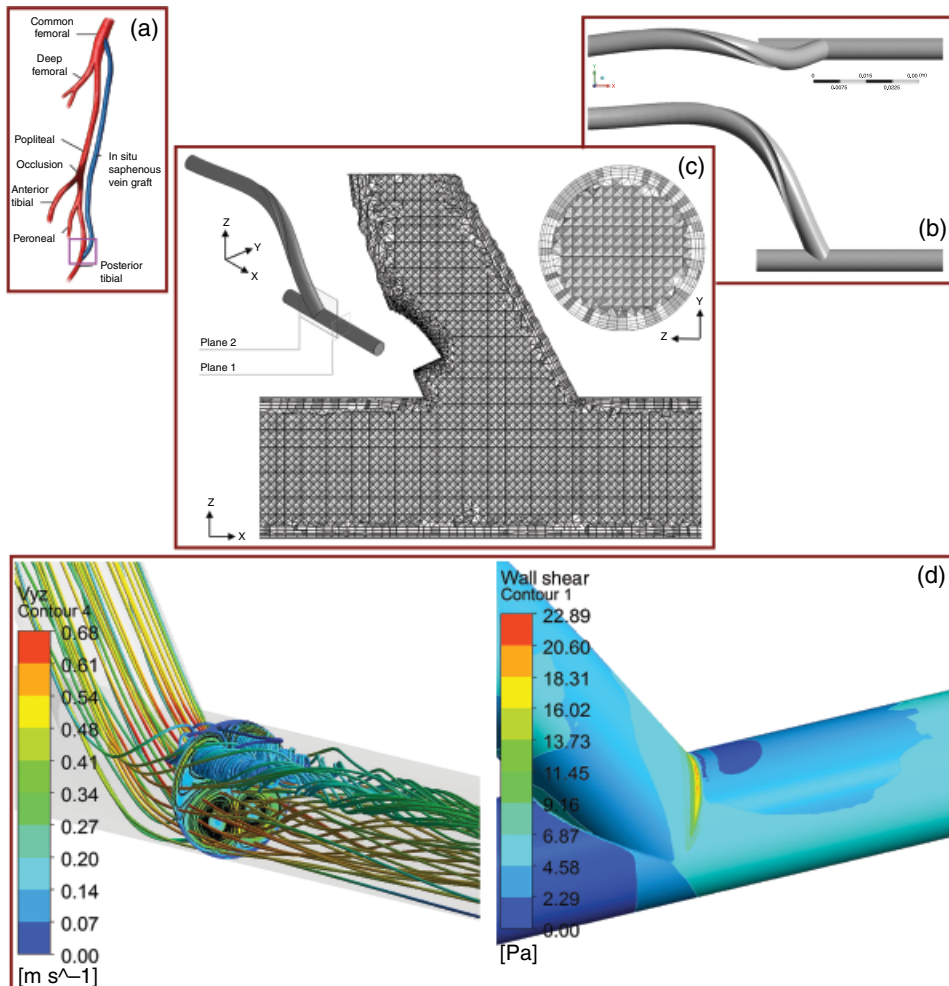 (a)
Common
femoral
Deep
femoral
Popliteal
Occlusion
Anterior
tibial
Peroneal
In situ
saphenous
vein graft
Posterior
tibial
(b)
Y
X
0
0.015
0.00 (m)
0.0075
0.0225
(c)
Z
Y
X
Plane 2
Plane 1
Y
Z
Z
X
Vyz
Contour 4
0.68
0.61
0.54
0.48
0.41
0.34
0.27
0.20
0.14
0.07
0.00
[m s^–1]
(d)
Wall shear
Contour 1
22.89
20.60
18.31
16.02
13.73
11.45
9.16
6.87
4.58
2.29
0.00
[Pa]